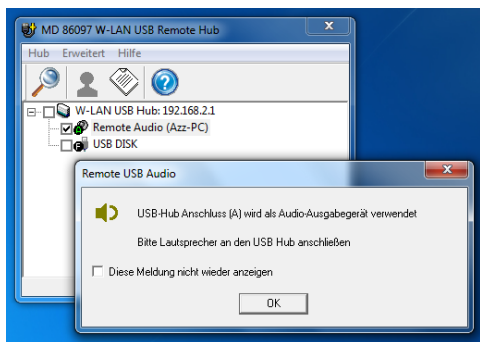 MD 86097 W-LAN USB Remote Hub
Hub Erweitert Hilfe
W-LAN USB Hub: 192.168.2.1
Remote Audio (Azz-PC)
USB DISK
Remote USB Audio
USB-Hub Anschluss (A) wird als Audio-Ausgabegerät verwendet
Bitte Lautsprecher an den USB Hub anschließen
Diese Meldung nicht wieder anzeigen
OK